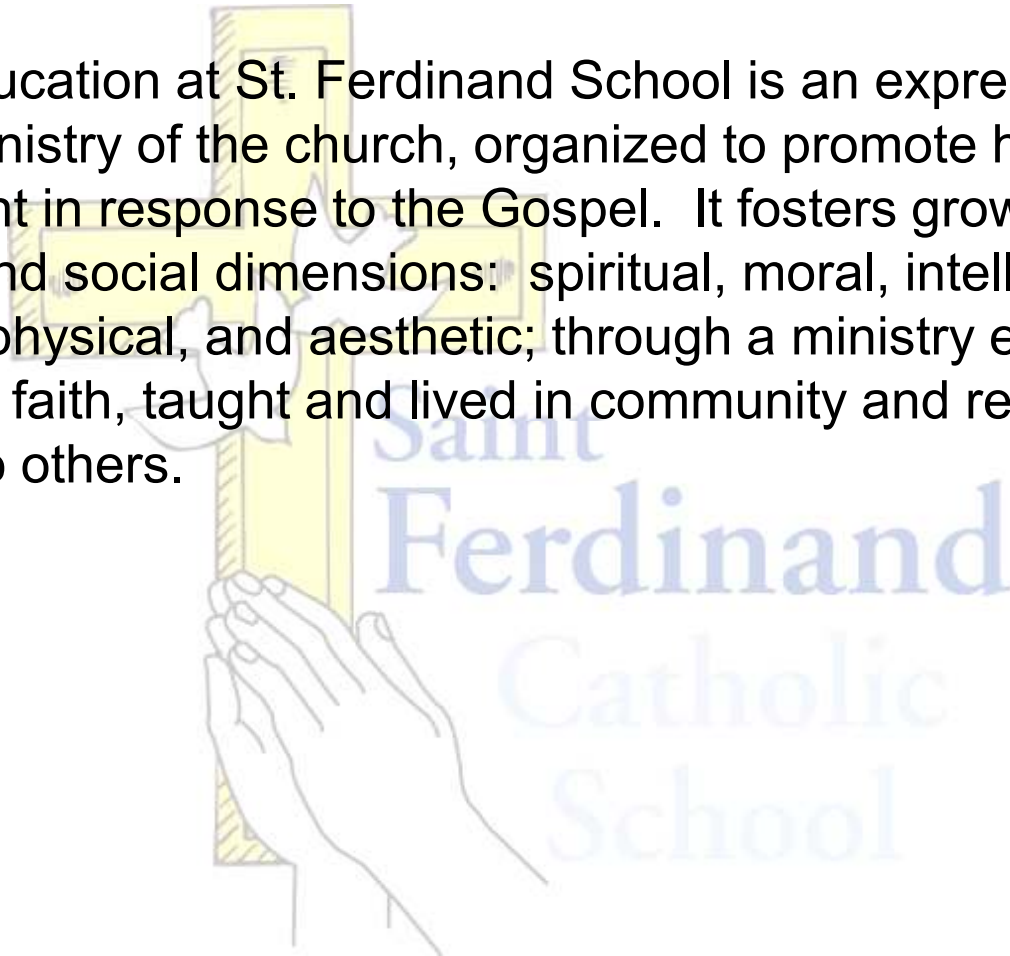 ucation at St. Ferdinand School is an expre
nistry of the church, organized to promote h
nt in response to the Gospel.  It fosters grow
nd social dimensions:  spiritual, moral, intell
physical, and aesthetic; through a ministry e
faith, taught and lived in community and re
o others.
Saint
Ferdinand
Catholic
School